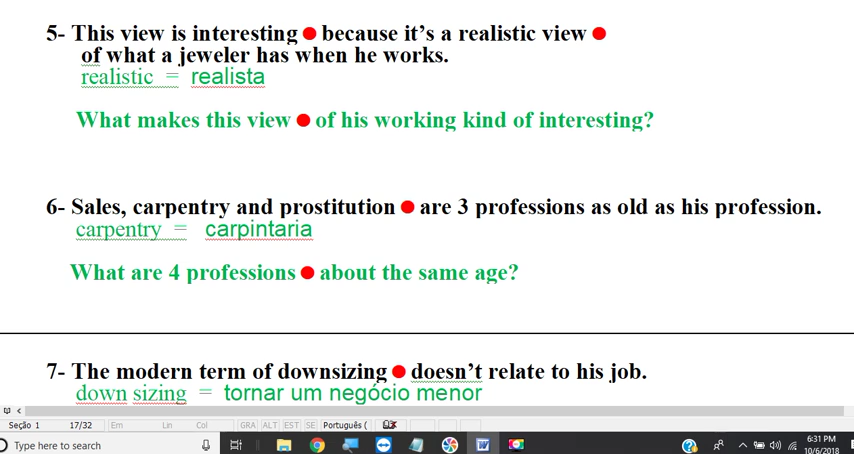 5- This view is interesting because it's a realistic view
of what a jeweler has when he works.
realistic = realista
What makes this view of his working kind of interesting?
6- Sales, carpentry and prostitution are 3 professions as old as his profession.
carpentry = carpintaria
What are 4 professions about the same age?
7- The modern term of downsizing doesn't relate to his job.
down sizing = tornar um negócio menor
Seção 1 17/32 Em Lin Col GRA ALT EST SE Português (
Type here to search
6:31 PM
10/6/2018